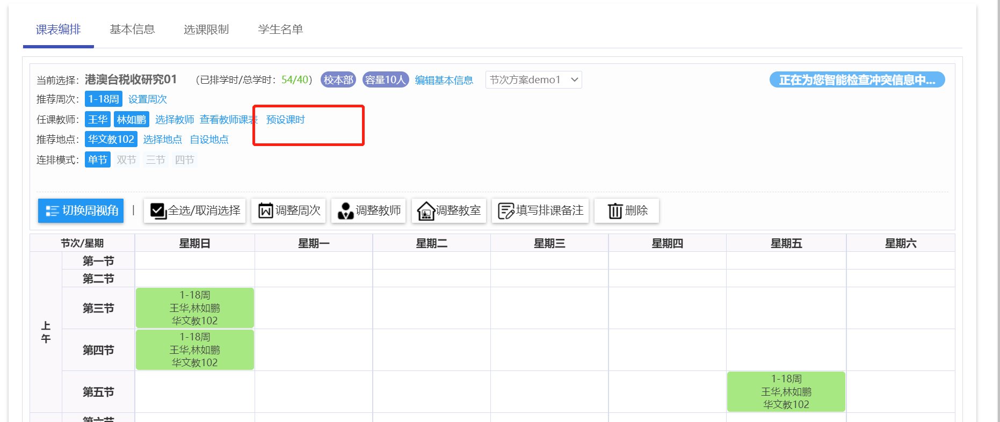 课表编排 基本信息 选课限制 学生名单
当前选择： 港澳台税收研究01 （已排学时/总学时：54/40） 校本部 容量10人 编辑基本信息 节次方案demo1 正在为您智能检查冲突信息中...
推荐周次： 1-18周 设置周次
任课教师： 王华 林如鹏 选择教师 查看教师课表 预设课时
推荐地点： 华文教102 选择地点 自设地点
连排模式： 单节 双节 三节 四节
切换周视角 | 全选/取消选择 调整周次 调整教师 调整教室 填写排课备注 删除
节次/星期 星期日 星期一 星期二 星期三 星期四 星期五 星期六
上午
第一节
第二节
第三节
1-18周
王华,林如鹏
华文教102
第四节
1-18周
王华,林如鹏
华文教102
第五节
1-18周
王华,林如鹏
华文教102
第六节